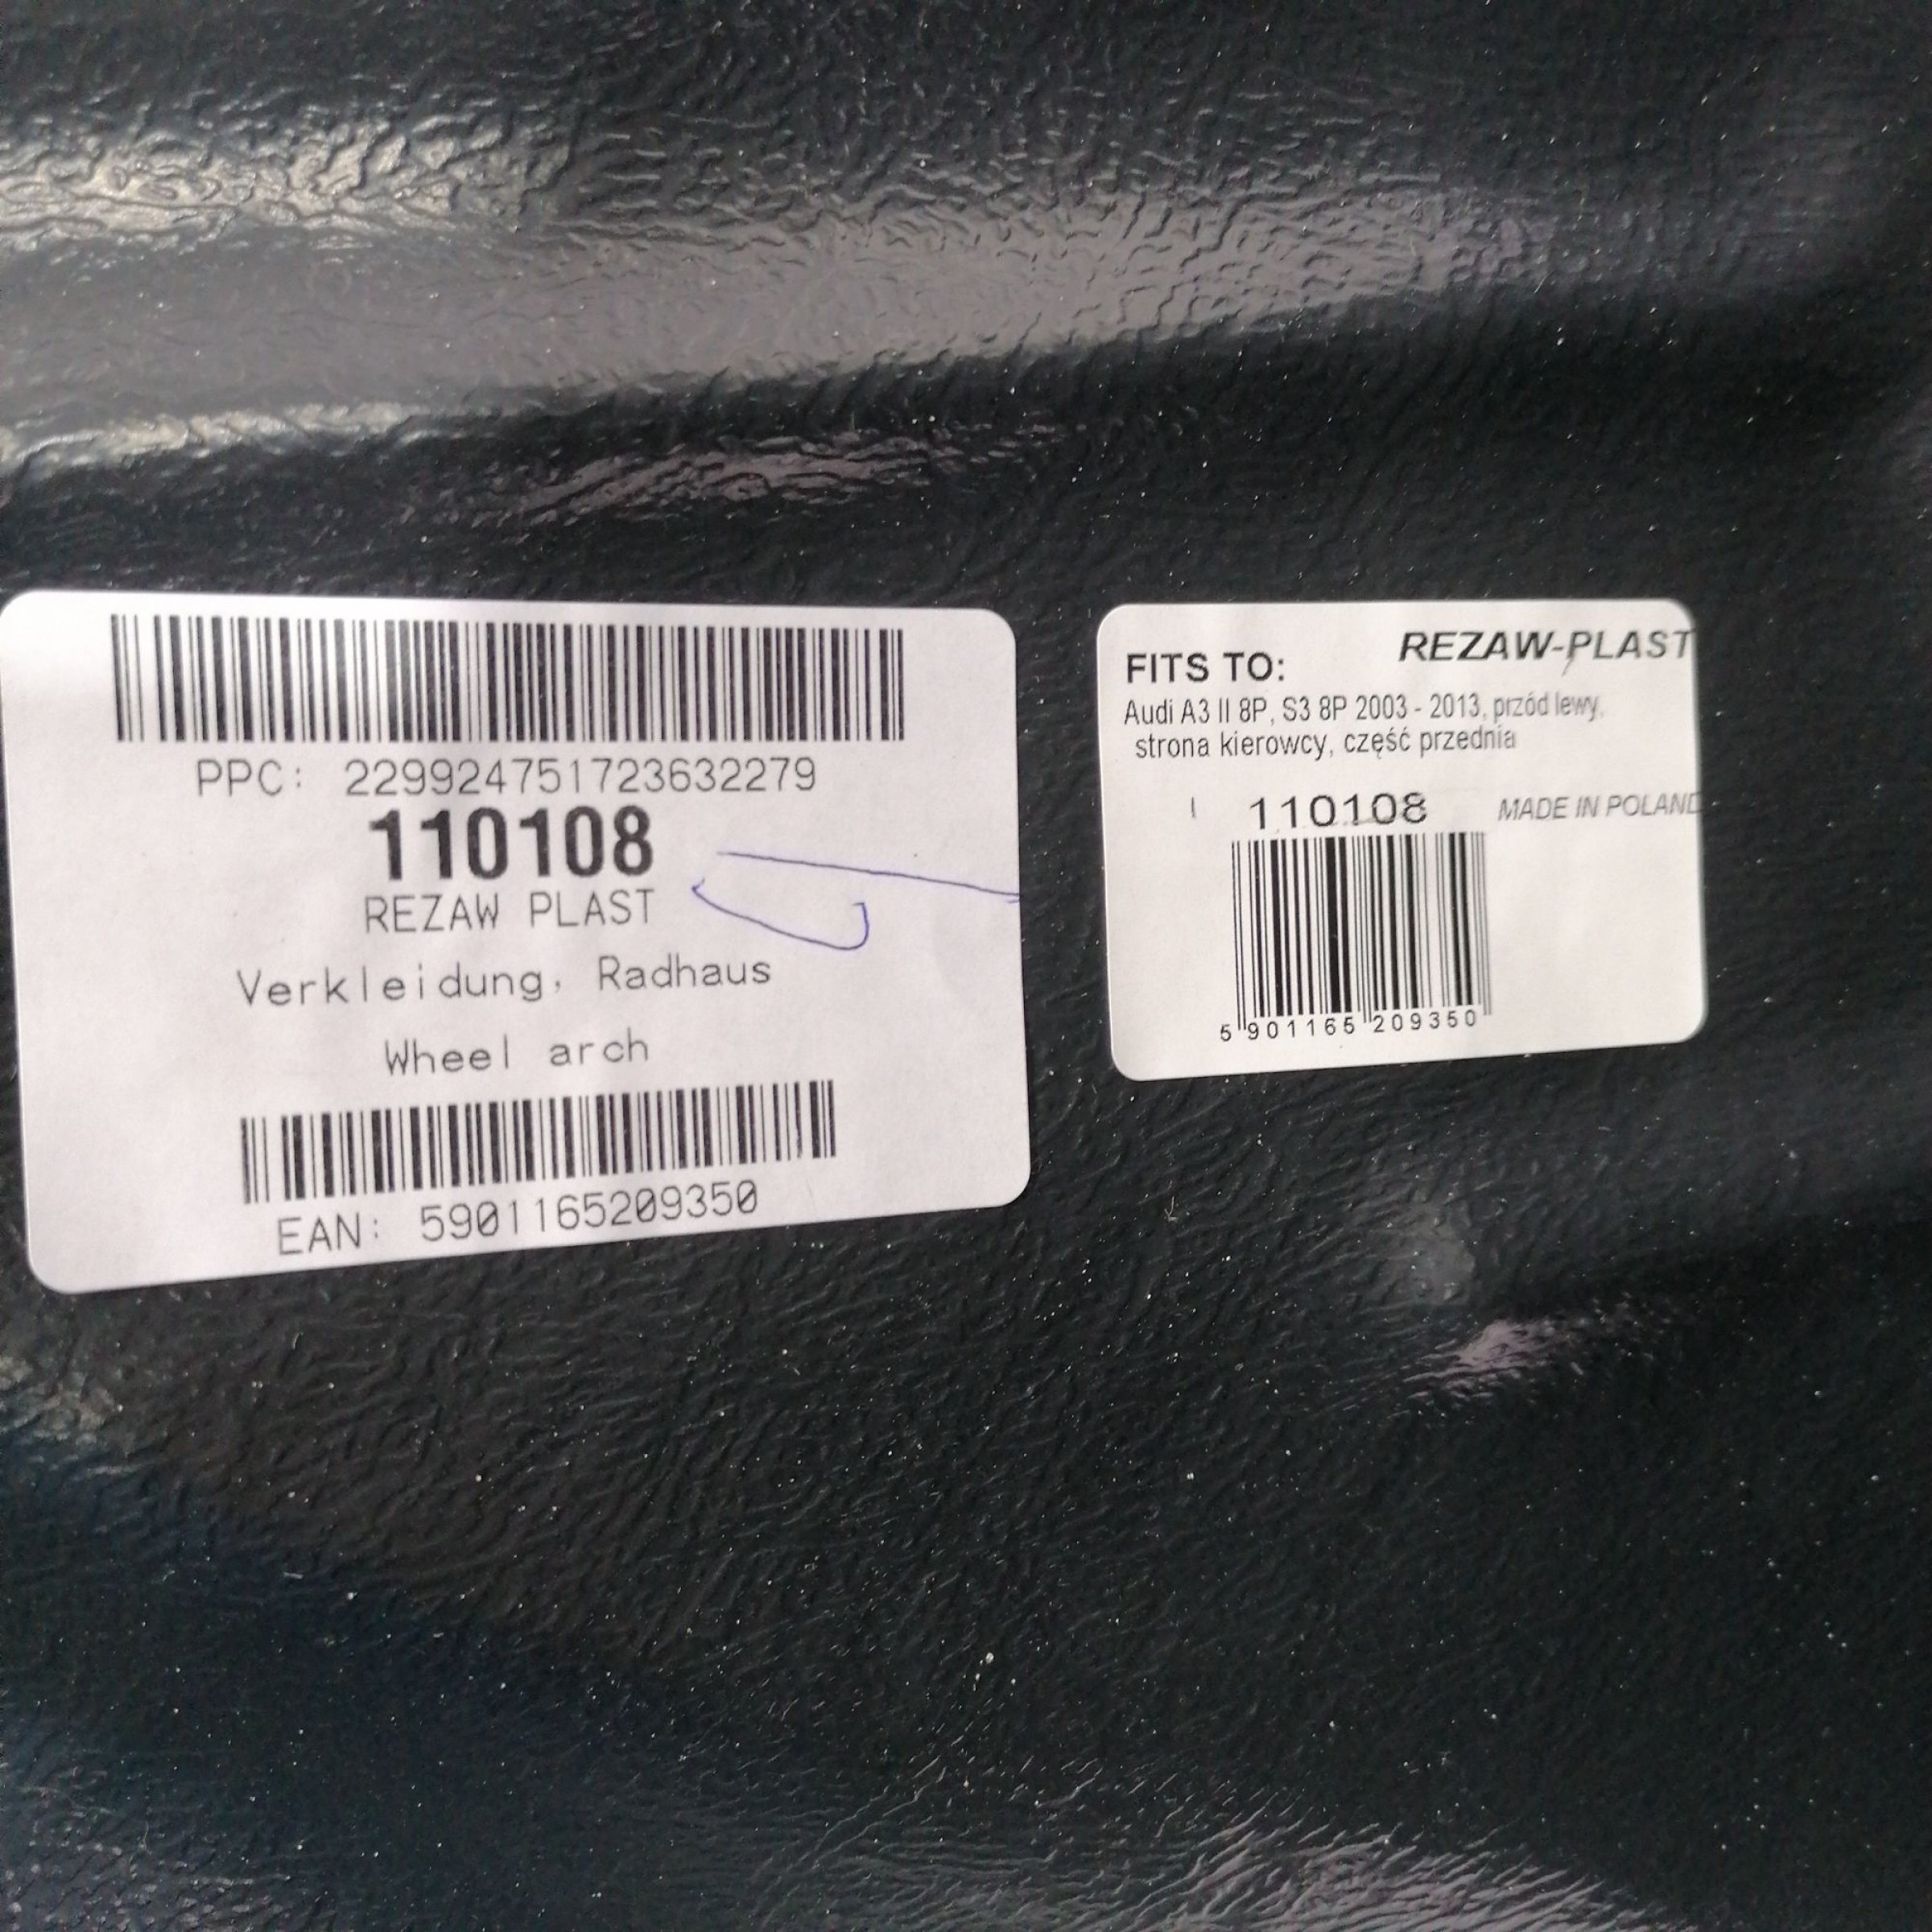 PPC: 229924751723632279
110108
REZAW PLAST
Verkleidung, Radhaus
Wheel arch
EAN: 5901165209350
REZAW-PLAST
FITS TO:
Audi A3 II 8P, S3 8P 2003 - 2013, przód lewy,
strona kierowcy, część przednia
110108 MADE IN POLAND
5 901165 209350